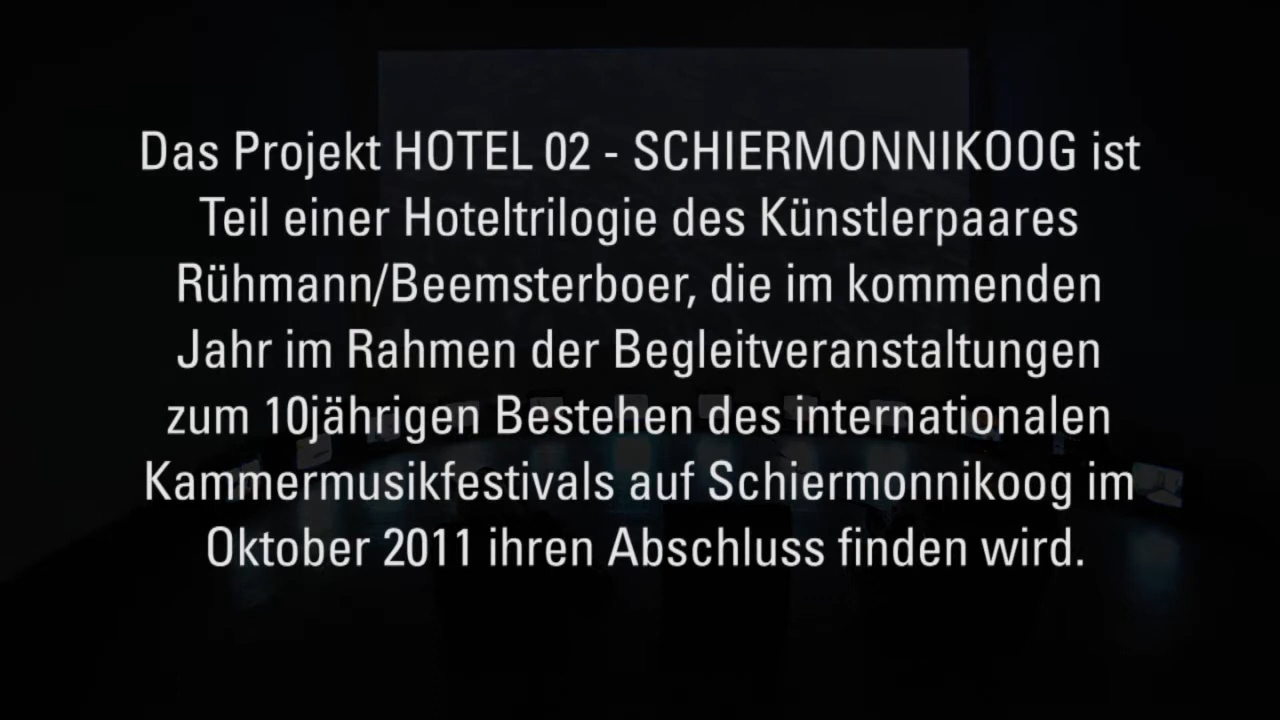 Das Projekt HOTEL 02 - SCHIERMONNIKOOG ist
Teil einer Hoteltrilogie des Künstlerpaares
Rühmann/Beemsterboer, die im kommenden
Jahr im Rahmen der Begleitveranstaltungen
zum 10jährigen Bestehen des internationalen
Kammermusikfestivals auf Schiermonnikoog im
Oktober 2011 ihren Abschluss finden wird.